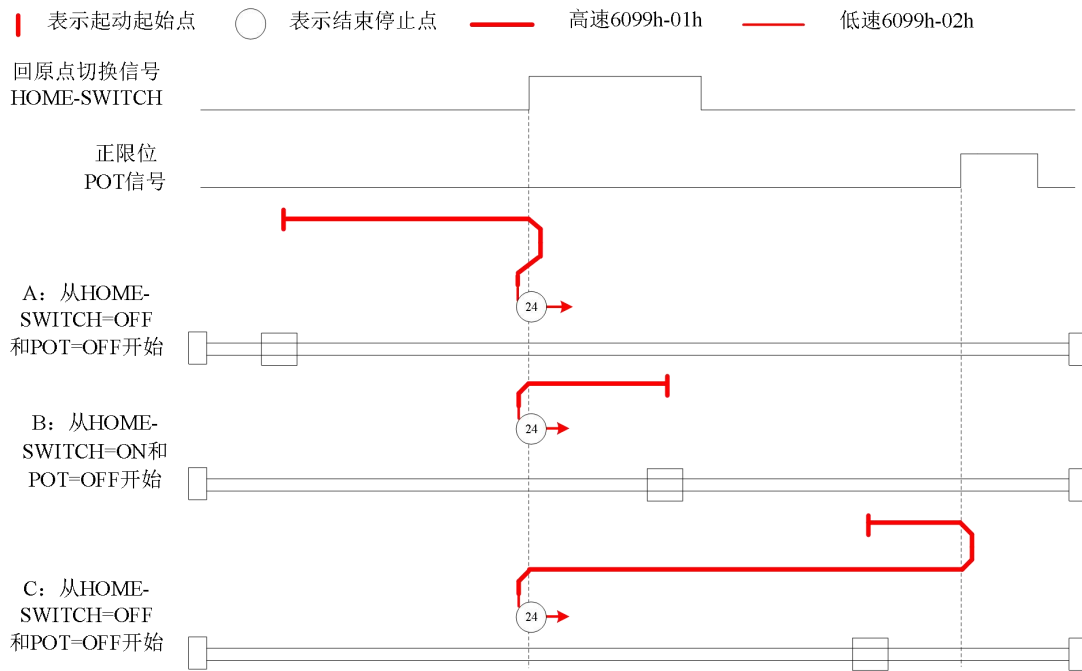 表示起动起始点 表示结束停止点 高速6099h-01h 低速6099h-02h
回原点切换信号
HOME-SWITCH
正限位
POT信号
24
A：从HOME-
SWITCH=OFF
和POT=OFF开始
24
B：从HOME-
SWITCH=ON和
POT=OFF开始
24
C：从HOME-
SWITCH=OFF
和POT=OFF开始